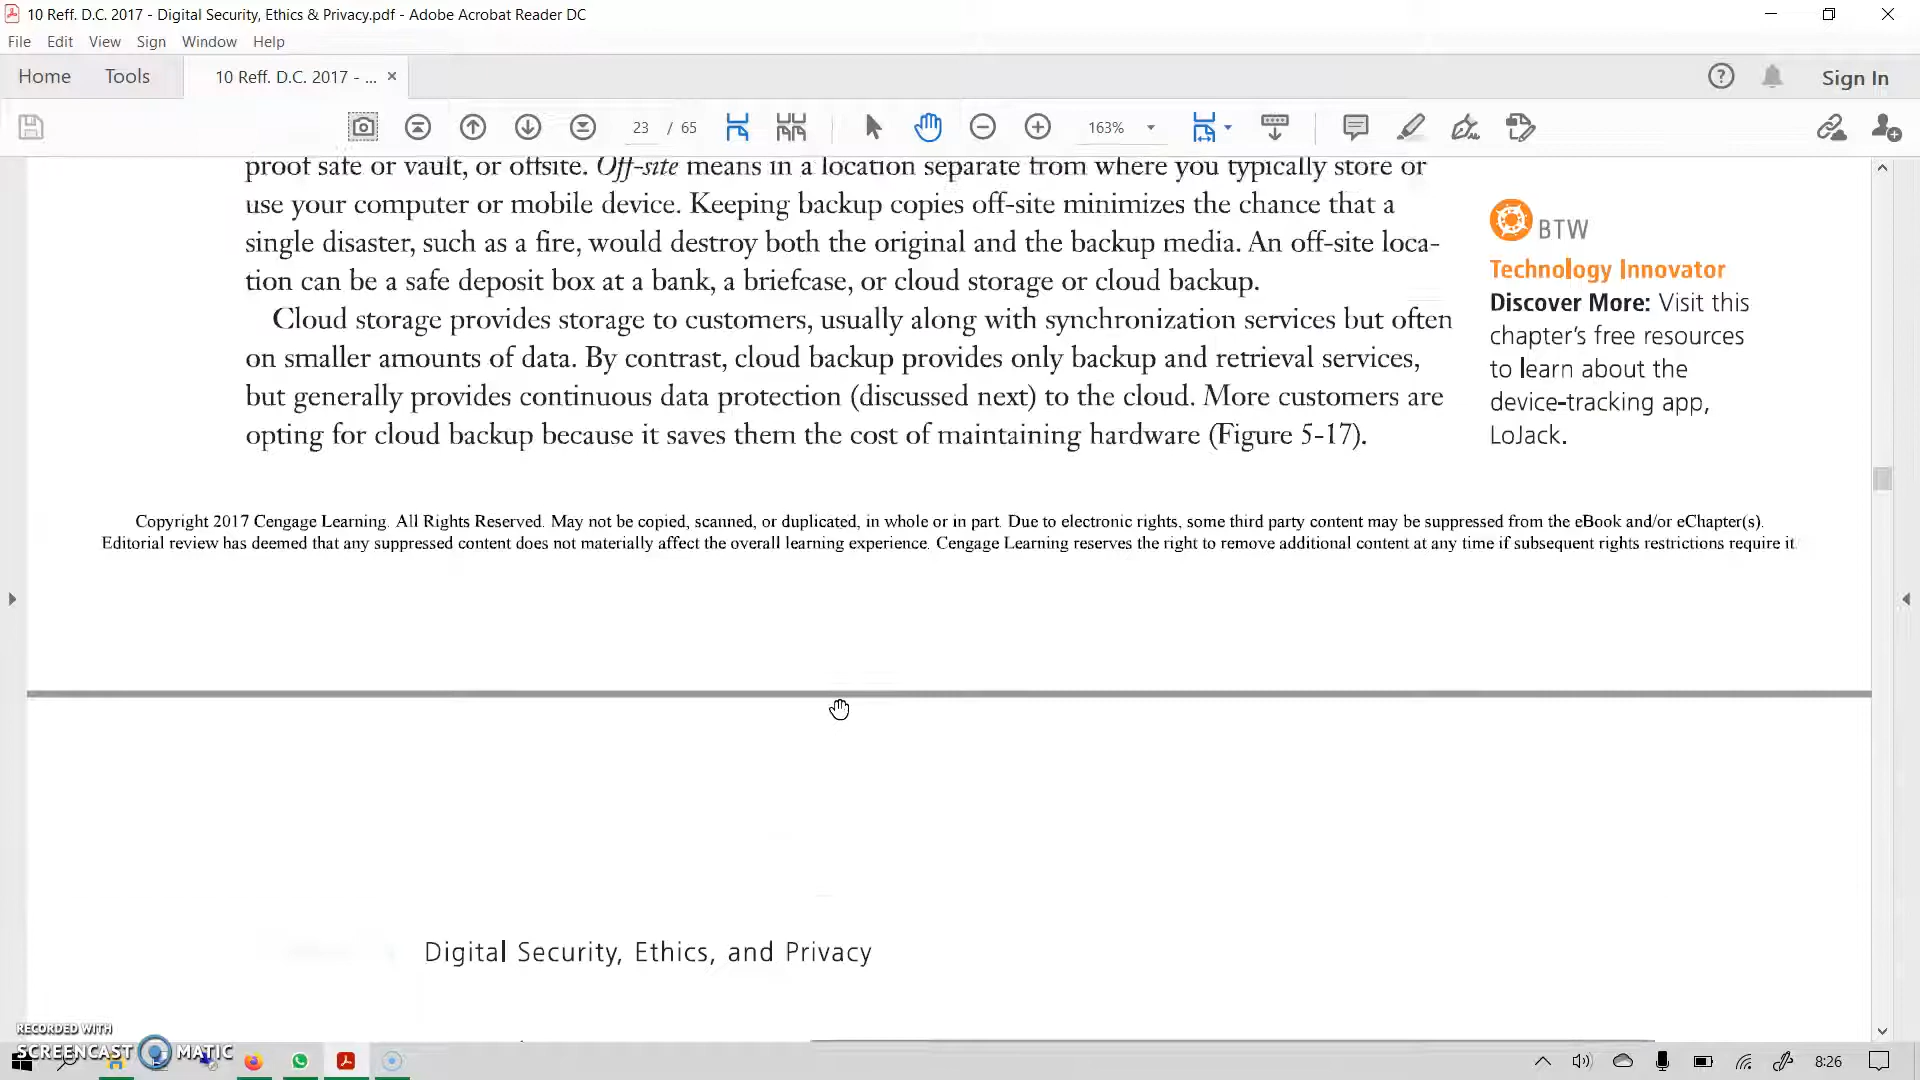 10 Reff. D.C. 2017 - Digital Security, Ethics & Privacy.pdf - Adobe Acrobat Reader DC
File Edit View Sign Window Help
Home Tools 10 Reff. D.C. 2017 - ... × Sign In
23 / 65 163%
proof safe or vault, or offsite. Off-site means in a location separate from where you typically store or
use your computer or mobile device. Keeping backup copies off-site minimizes the chance that a
single disaster, such as a fire, would destroy both the original and the backup media. An off-site loca-
tion can be a safe deposit box at a bank, a briefcase, or cloud storage or cloud backup.
Cloud storage provides storage to customers, usually along with synchronization services but often
on smaller amounts of data. By contrast, cloud backup provides only backup and retrieval services,
but generally provides continuous data protection (discussed next) to the cloud. More customers are
opting for cloud backup because it saves them the cost of maintaining hardware (Figure 5-17).
BTW
Technology Innovator
Discover More: Visit this
chapter's free resources
to learn about the
device-tracking app,
LoJack.
Copyright 2017 Cengage Learning. All Rights Reserved. May not be copied, scanned, or duplicated, in whole or in part. Due to electronic rights, some third party content may be suppressed from the eBook and/or eChapter(s).
Editorial review has deemed that any suppressed content does not materially affect the overall learning experience. Cengage Learning reserves the right to remove additional content at any time if subsequent rights restrictions require it
Digital Security, Ethics, and Privacy
RECORDED WITH
SCREENCAST MATIC
8:26